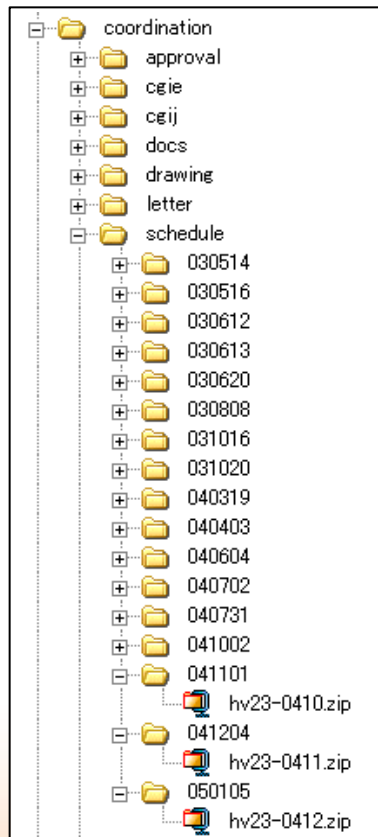 coordination
approval
cgie
cgij
docs
drawing
letter
schedule
030514
030516
030612
030613
030620
030808
031016
031020
040319
040403
040604
040702
040731
041002
041101
hv23-0410.zip
041204
hv23-0411.zip
050105
hv23-0412.zip